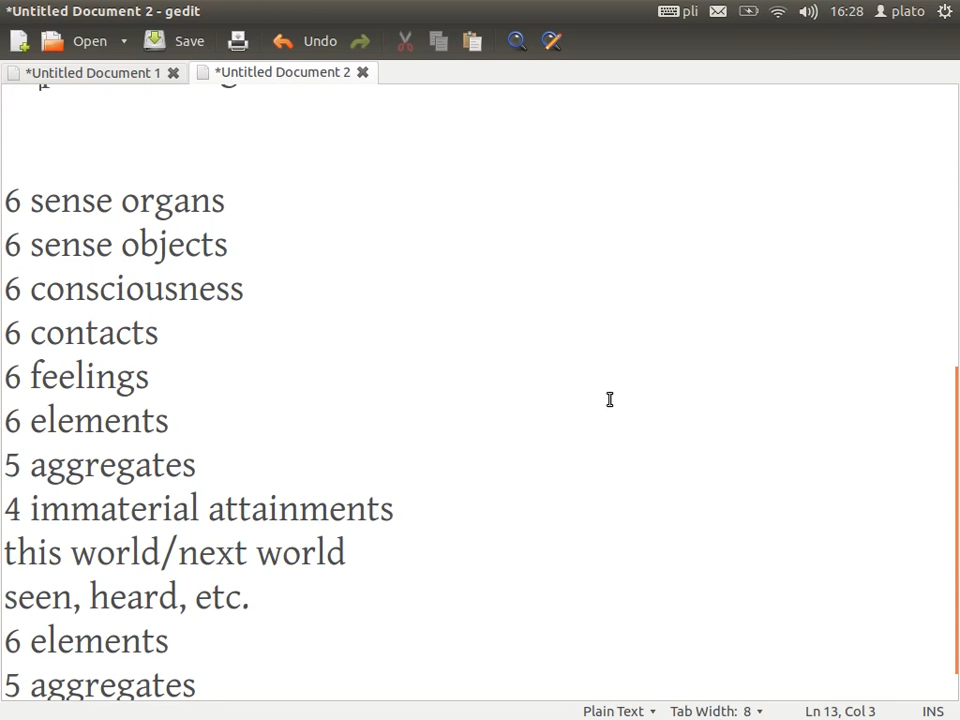 *Untitled Document 2 - gedit
pli
16:28
plato
Open
Save
Undo
*Untitled Document 1
*Untitled Document 2
6 sense organs
6 sense objects
6 consciousness
6 contacts
6 feelings
6 elements
5 aggregates
4 immaterial attainments
this world/next world
seen, heard, etc.
6 elements
5 aggregates
Plain Text
Tab Width: 8
Ln 13, Col 3
INS